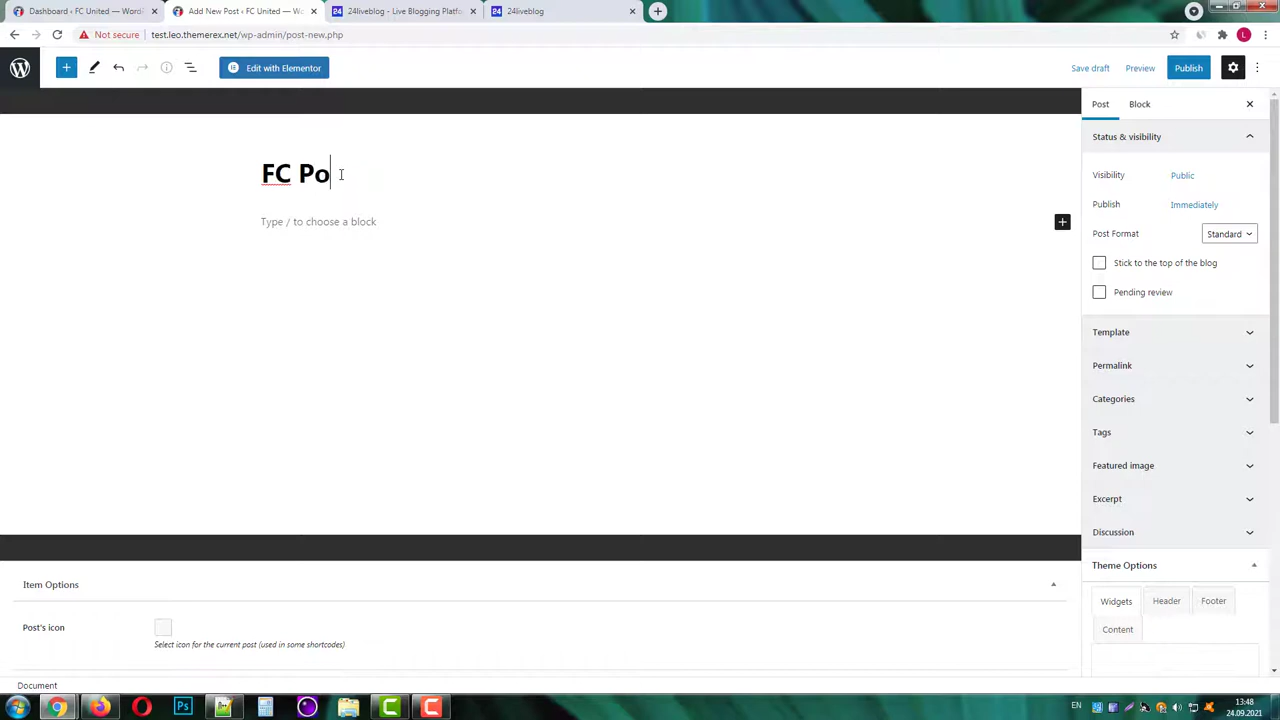 Dashboard ‹ FC United — WordP
Add New Post ‹ FC United — Wo
24liveblog - Live Blogging Platfo
24liveblog
Not secure
test.leo.themerex.net/wp-admin/post-new.php
L
Edit with Elementor
Save draft
Preview
Publish
Post
Block
Status & visibility
FC Po
Visibility
Public
Publish
Immediately
Type / to choose a block
Post Format
Standard
Stick to the top of the blog
Pending review
Template
Permalink
Categories
Tags
Featured image
Excerpt
Discussion
Theme Options
Item Options
Widgets
Header
Footer
Post's icon
Content
Select icon for the current post (used in some shortcodes)
Document
Ps
EN
13:48
24.09.2021